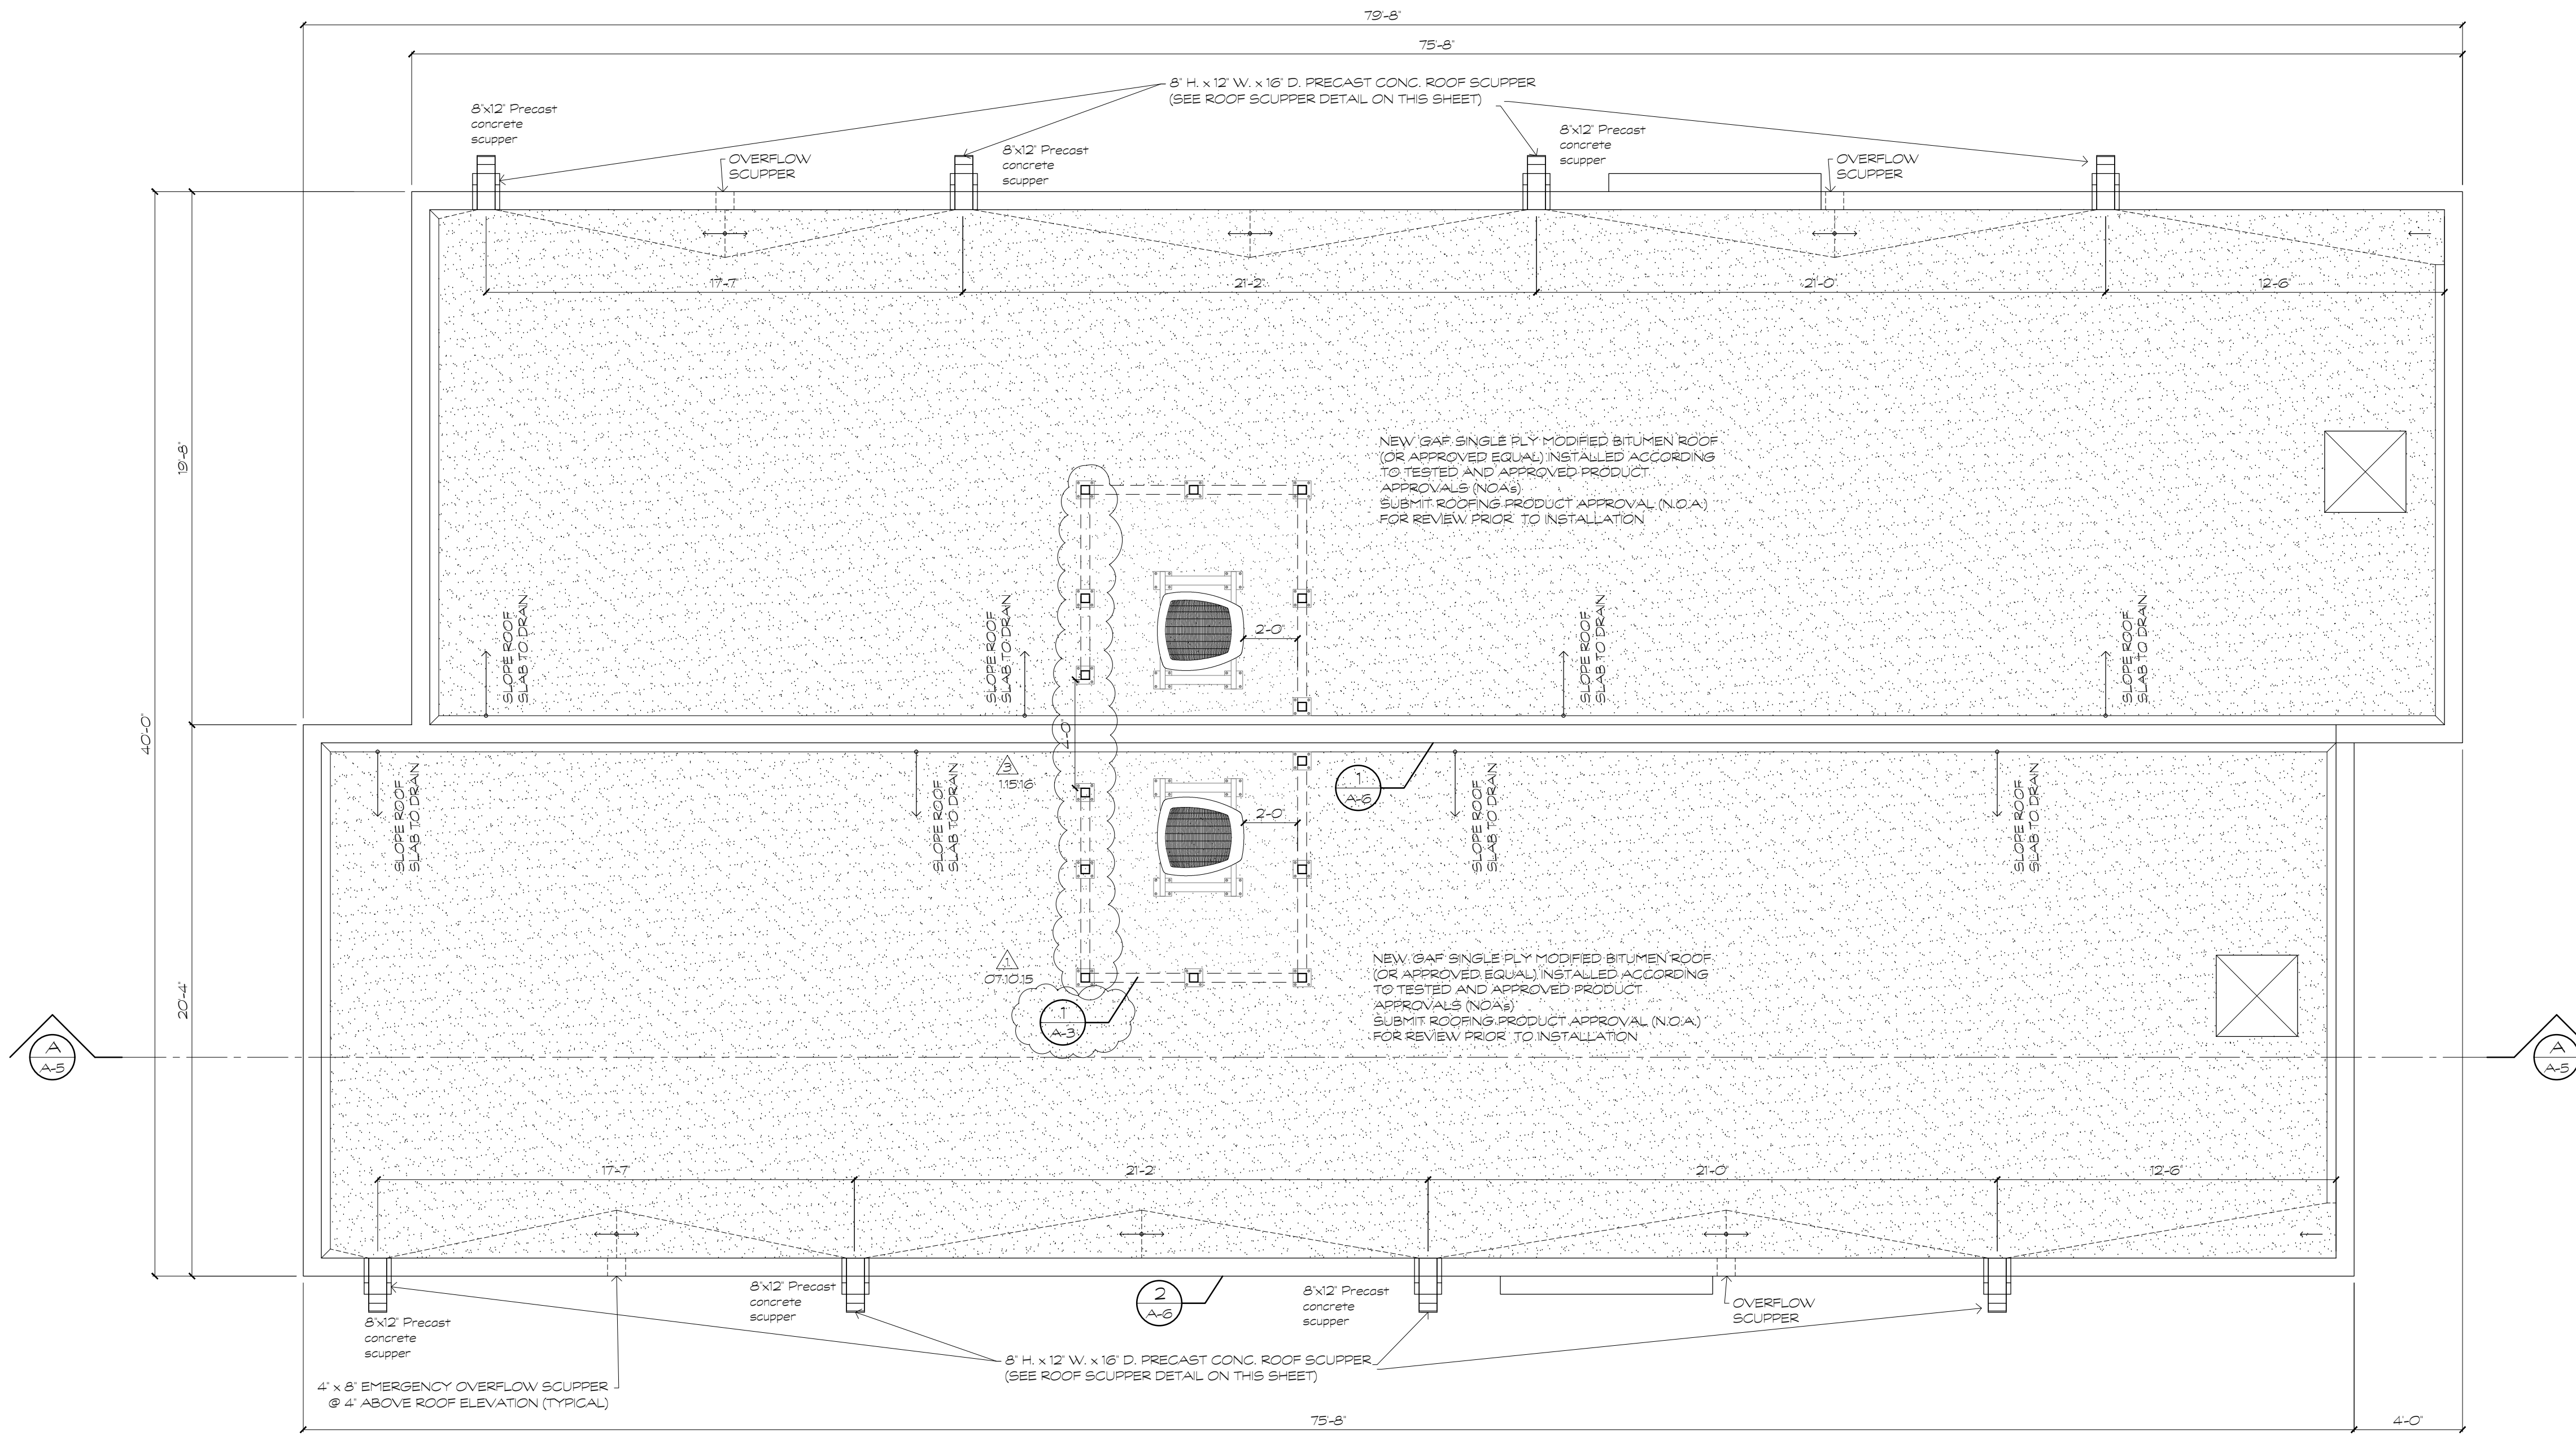 79'-8"
75'-8"
8" H. x 12" W. x 16" D. PRECAST CONC. ROOF SCUPPER
(SEE ROOF SCUPPER DETAIL ON THIS SHEET)
8"x12" Precast
concrete
scupper
OVERFLOW
SCUPPER
8"x12" Precast
concrete
scupper
8"x12" Precast
concrete
scupper
OVERFLOW
SCUPPER
17'-7"
21'-2"
21'-0"
12'-6"
19'-8"
40'-0"
20'-4"
NEW GAF SINGLE PLY MODIFIED BITUMEN ROOF
(OR APPROVED EQUAL) INSTALLED ACCORDING
TO TESTED AND APPROVED PRODUCT
APPROVALS (NOAs)
SUBMIT ROOFING PRODUCT APPROVAL (N.O.A.)
FOR REVIEW PRIOR TO INSTALLATION
SLOPE ROOF
SLAB TO DRAIN
SLOPE ROOF
SLAB TO DRAIN
2'-0"
SLOPE ROOF
SLAB TO DRAIN
SLOPE ROOF
SLAB TO DRAIN
SLOPE ROOF
SLAB TO DRAIN
SLOPE ROOF
SLAB TO DRAIN
3
1.15.16
2'-0"
1
A-6
SLOPE ROOF
SLAB TO DRAIN
SLOPE ROOF
SLAB TO DRAIN
1
07.10.15
1
A-3
NEW GAF SINGLE PLY MODIFIED BITUMEN ROOF
(OR APPROVED EQUAL) INSTALLED ACCORDING
TO TESTED AND APPROVED PRODUCT
APPROVALS (NOAs)
SUBMIT ROOFING PRODUCT APPROVAL (N.O.A.)
FOR REVIEW PRIOR TO INSTALLATION
A
A-5
A
A-5
17'-7"
21'-2"
21'-0"
12'-6"
8"x12" Precast
concrete
scupper
8"x12" Precast
concrete
scupper
2
A-6
8"x12" Precast
concrete
scupper
OVERFLOW
SCUPPER
8" H. x 12" W. x 16" D. PRECAST CONC. ROOF SCUPPER
(SEE ROOF SCUPPER DETAIL ON THIS SHEET)
4" x 8" EMERGENCY OVERFLOW SCUPPER
@ 4" ABOVE ROOF ELEVATION (TYPICAL)
75'-8"
4'-0"